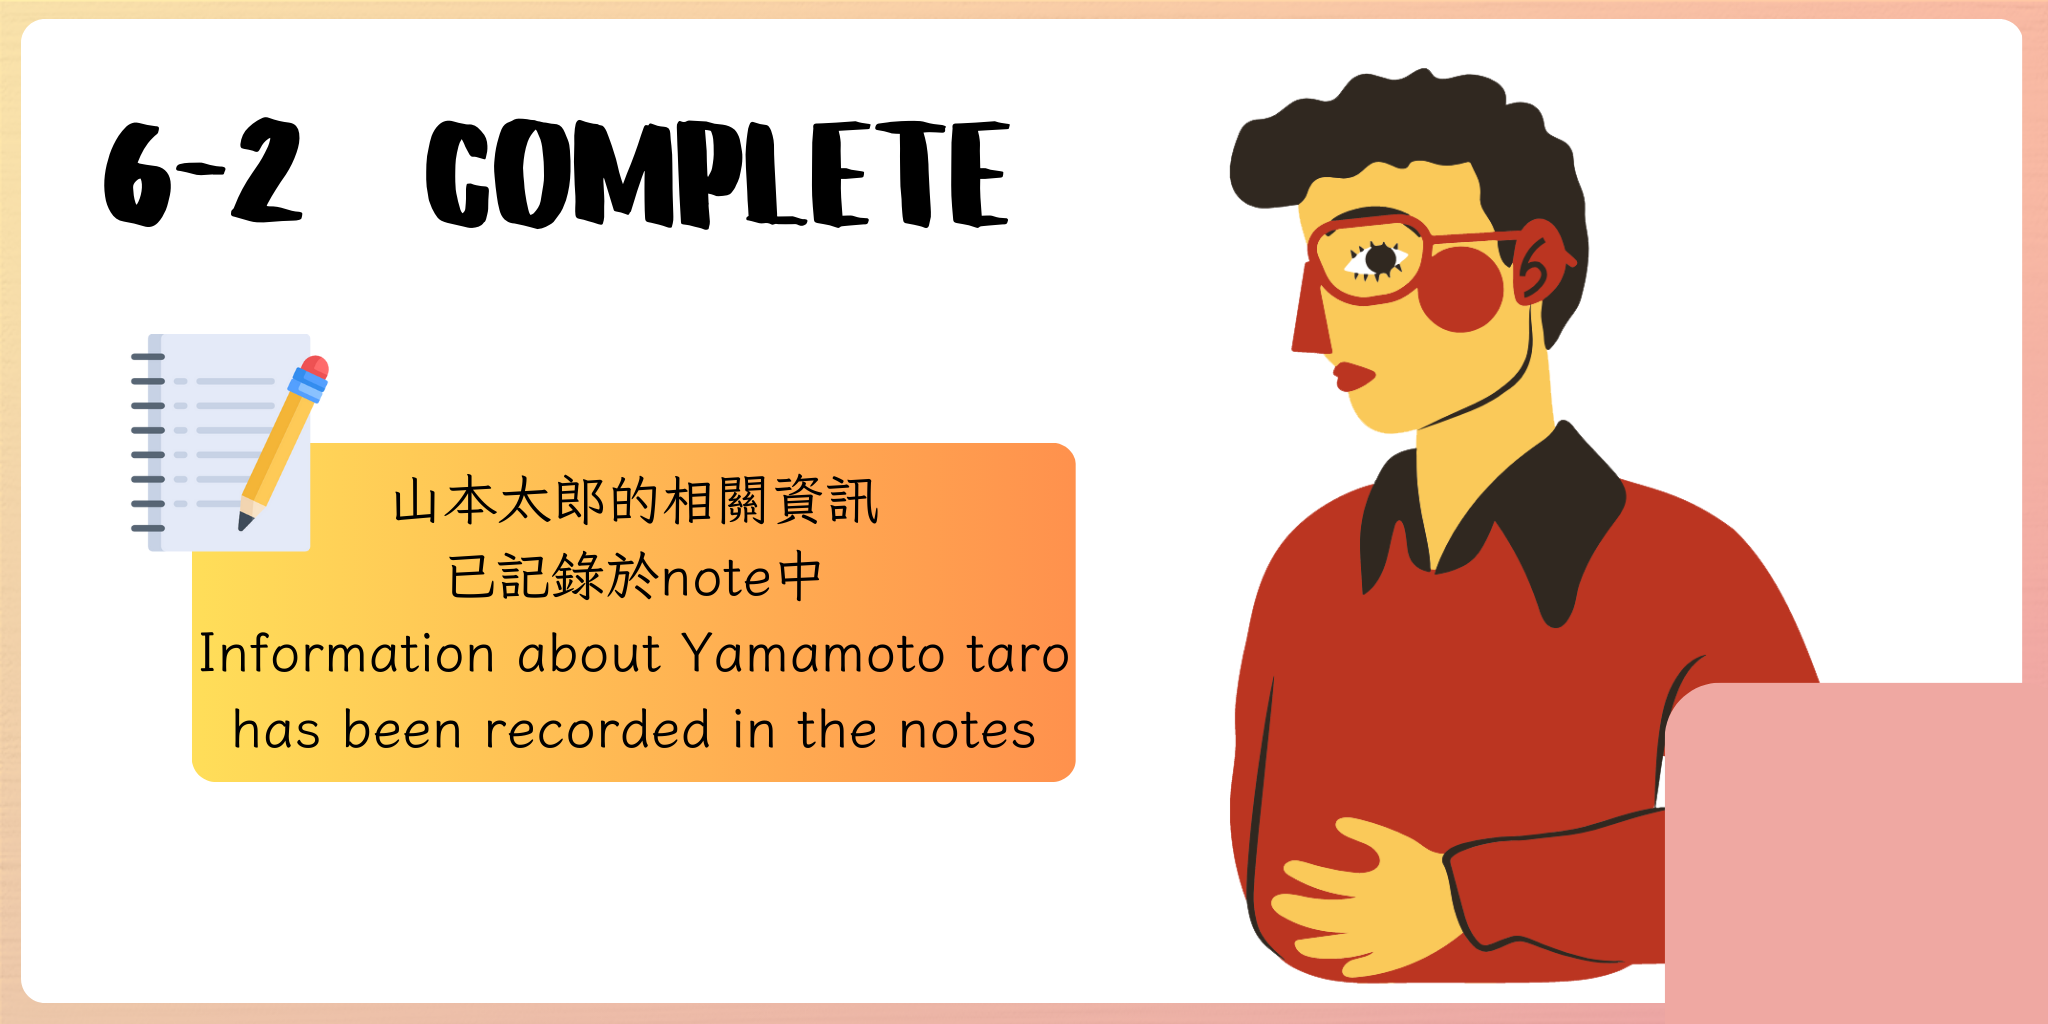 6-2 COMPLETE
山本太郎的相關資訊
已記錄於note中
Information about Yamamoto taro
has been recorded in the notes